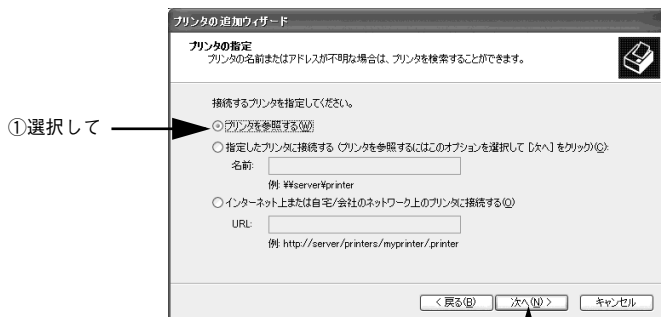 プリンタの追加ウィザード
プリンタの指定
プリンタの名前またはアドレスが不明な場合は、プリンタを検索することができます。
接続するプリンタを指定してください。
①選択して
プリンタを参照する(W)
指定したプリンタに接続する (プリンタを参照するにはこのオプションを選択して [次へ] をクリック)(C):
名前:
例: ¥¥server¥printer
インターネット上または自宅/会社のネットワーク上のプリンタに接続する(O)
URL:
例: http://server/printers/myprinter/.printer
< 戻る(B) 次へ(N) > キャンセル